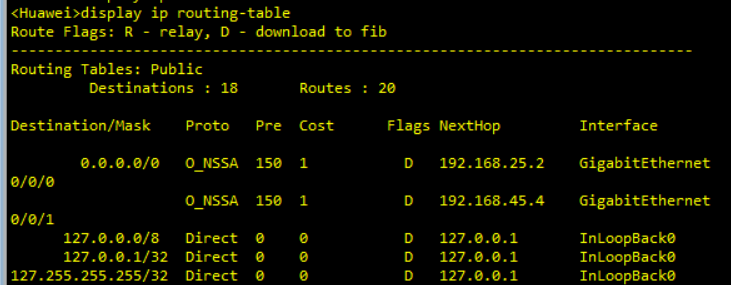 <Huawei>display ip routing-table
Route Flags: R - relay, D - download to fib
------------------------------------------------------------------------------
Routing Tables: Public
Destinations : 18 Routes : 20
Destination/Mask Proto Pre Cost Flags NextHop Interface
0.0.0.0/0 O_NSSA 150 1 D 192.168.25.2 GigabitEthernet
0/0/0
O_NSSA 150 1 D 192.168.45.4 GigabitEthernet
0/0/1
127.0.0.0/8 Direct 0 0 D 127.0.0.1 InLoopBack0
127.0.0.1/32 Direct 0 0 D 127.0.0.1 InLoopBack0
127.255.255.255/32 Direct 0 0 D 127.0.0.1 InLoopBack0